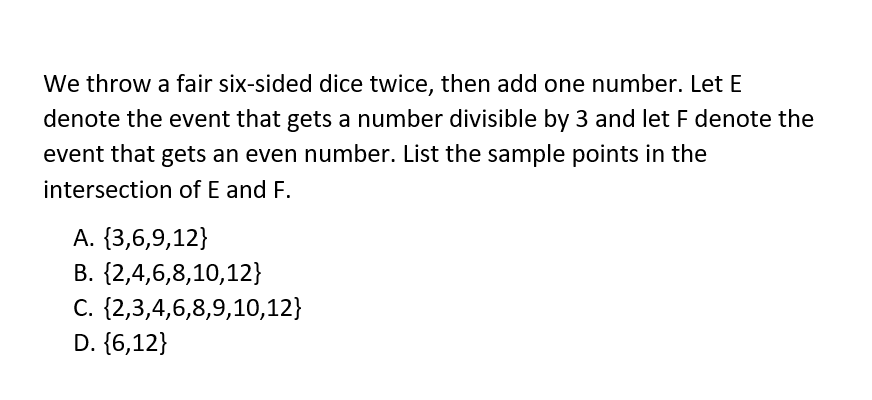 We throw a fair six-sided dice twice, then add one number. Let E
denote the event that gets a number divisible by 3 and let F denote the
event that gets an even number. List the sample points in the
intersection of E and F.
A. {3,6,9,12}
B. {2,4,6,8,10,12}
C. {2,3,4,6,8,9,10,12}
D. {6,12}